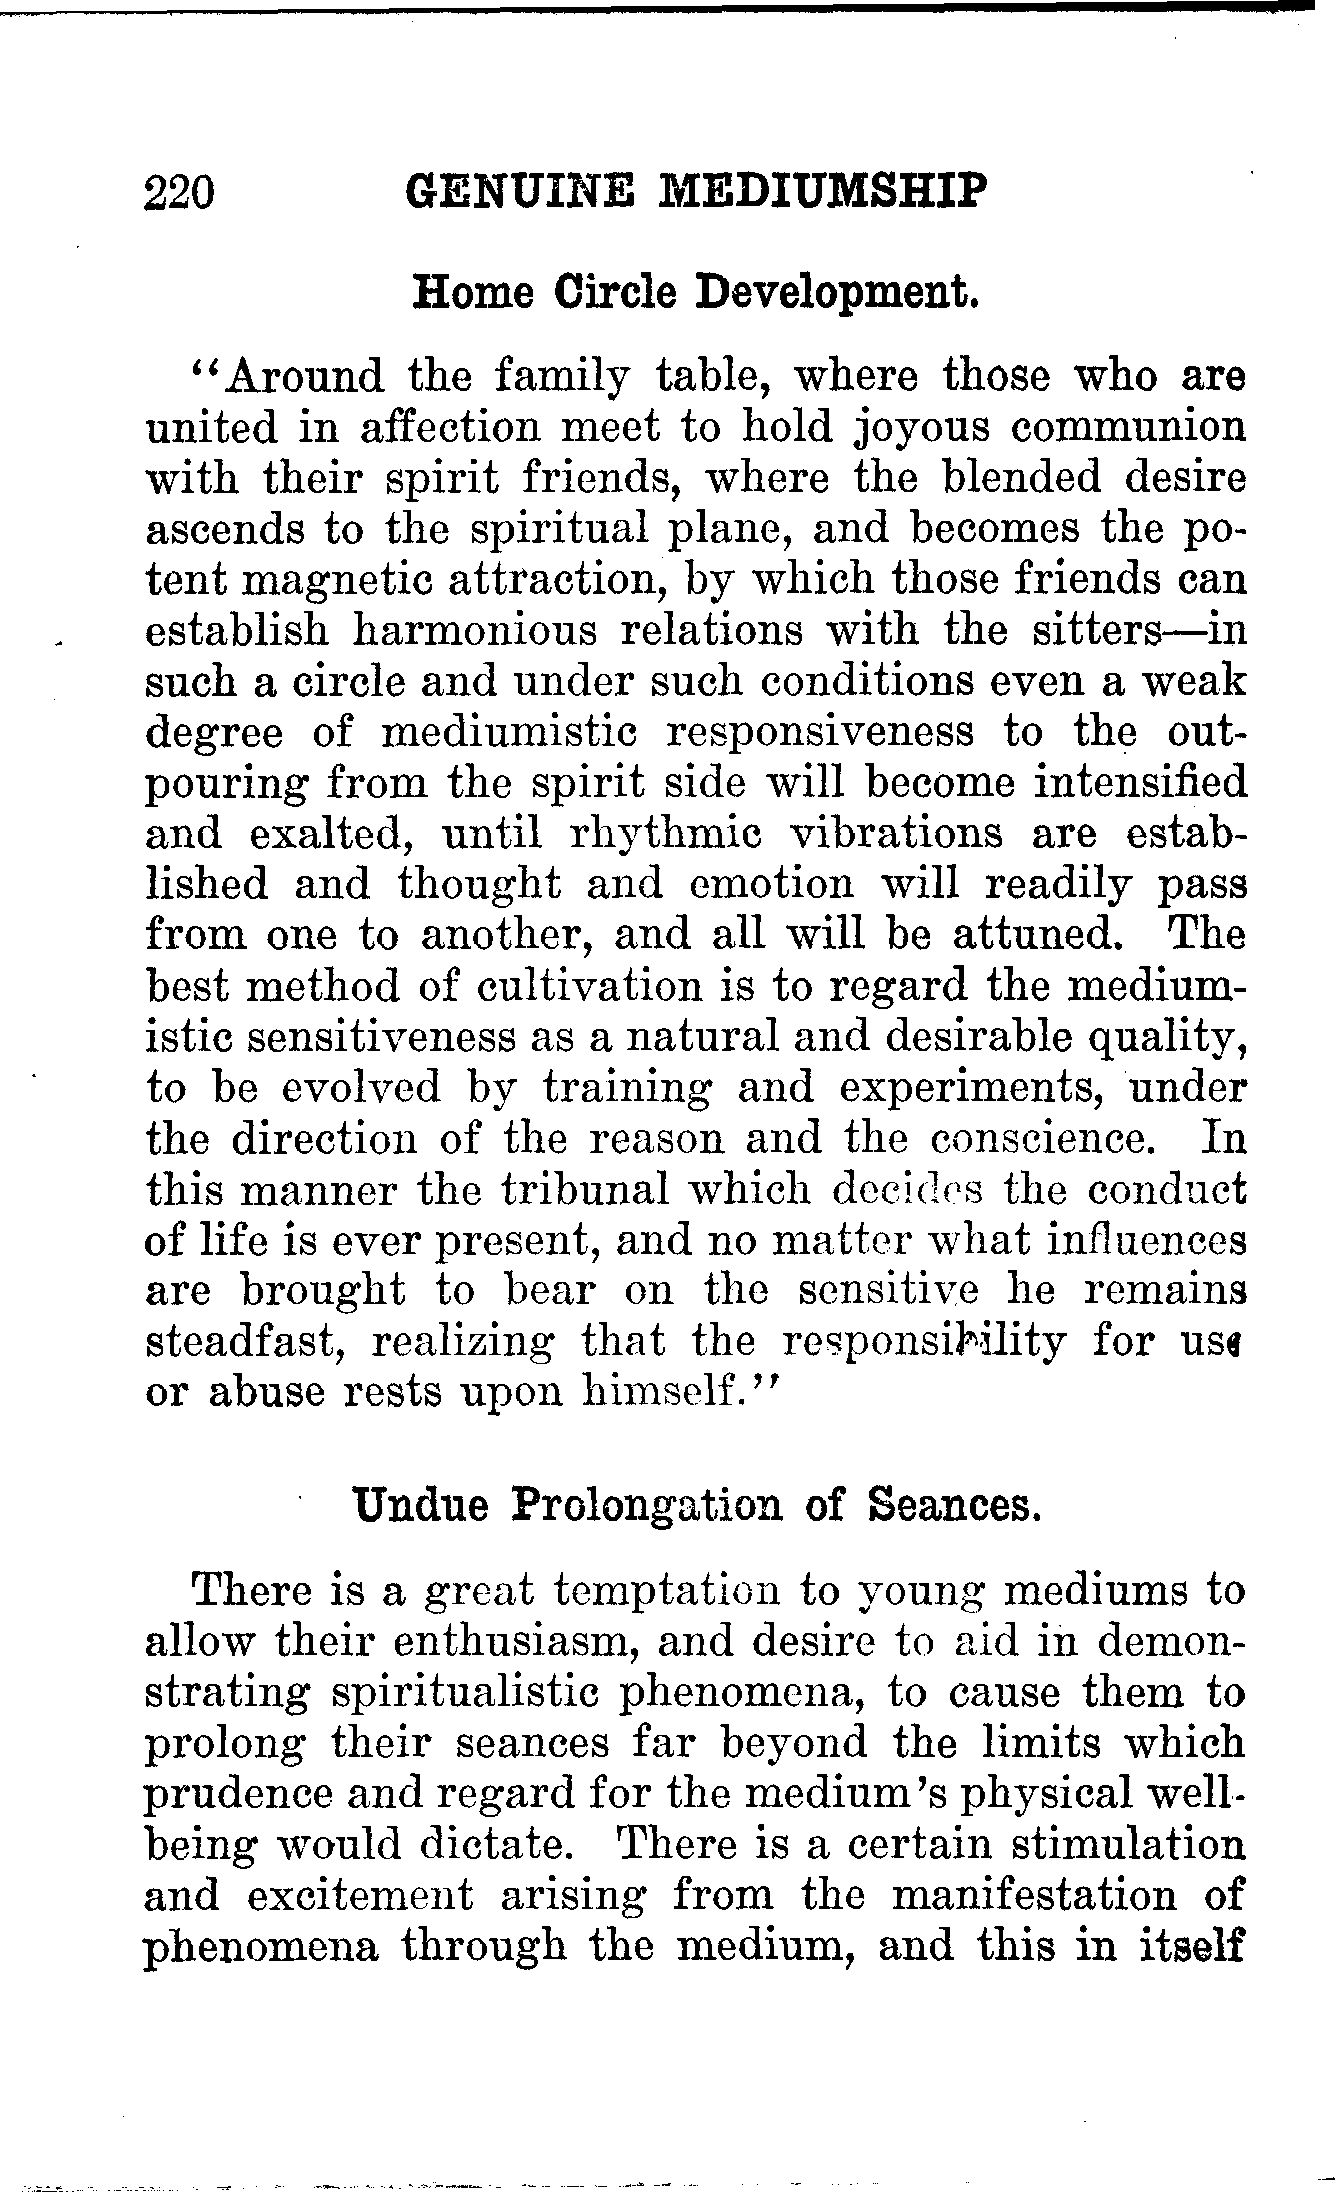 220 GENUINE MEDIUMSHIP
Home Circle Development.
"Around the family table, where those who are
united in affection meet to hold joyous communion
with their spirit friends, where the blended desire
ascends to the spiritual plane, and becomes the po-
tent magnetic attraction, by which those friends can
establish harmonious relations with the sitters—in
such a circle and under such conditions even a weak
degree of mediumistic responsiveness to the out-
pouring from the spirit side will become intensified
and exalted, until rhythmic vibrations are estab-
lished and thought and emotion will readily pass
from one to another, and all will be attuned. The
best method of cultivation is to regard the medium-
istic sensitiveness as a natural and desirable quality,
to be evolved by training and experiments, under
the direction of the reason and the conscience. In
this manner the tribunal which decides the conduct
of life is ever present, and no matter what influences
are brought to bear on the sensitive he remains
steadfast, realizing that the responsibility for use
or abuse rests upon himself."
Undue Prolongation of Seances.
There is a great temptation to young mediums to
allow their enthusiasm, and desire to aid in demon-
strating spiritualistic phenomena, to cause them to
prolong their seances far beyond the limits which
prudence and regard for the medium's physical well-
being would dictate. There is a certain stimulation
and excitement arising from the manifestation of
phenomena through the medium, and this in itself